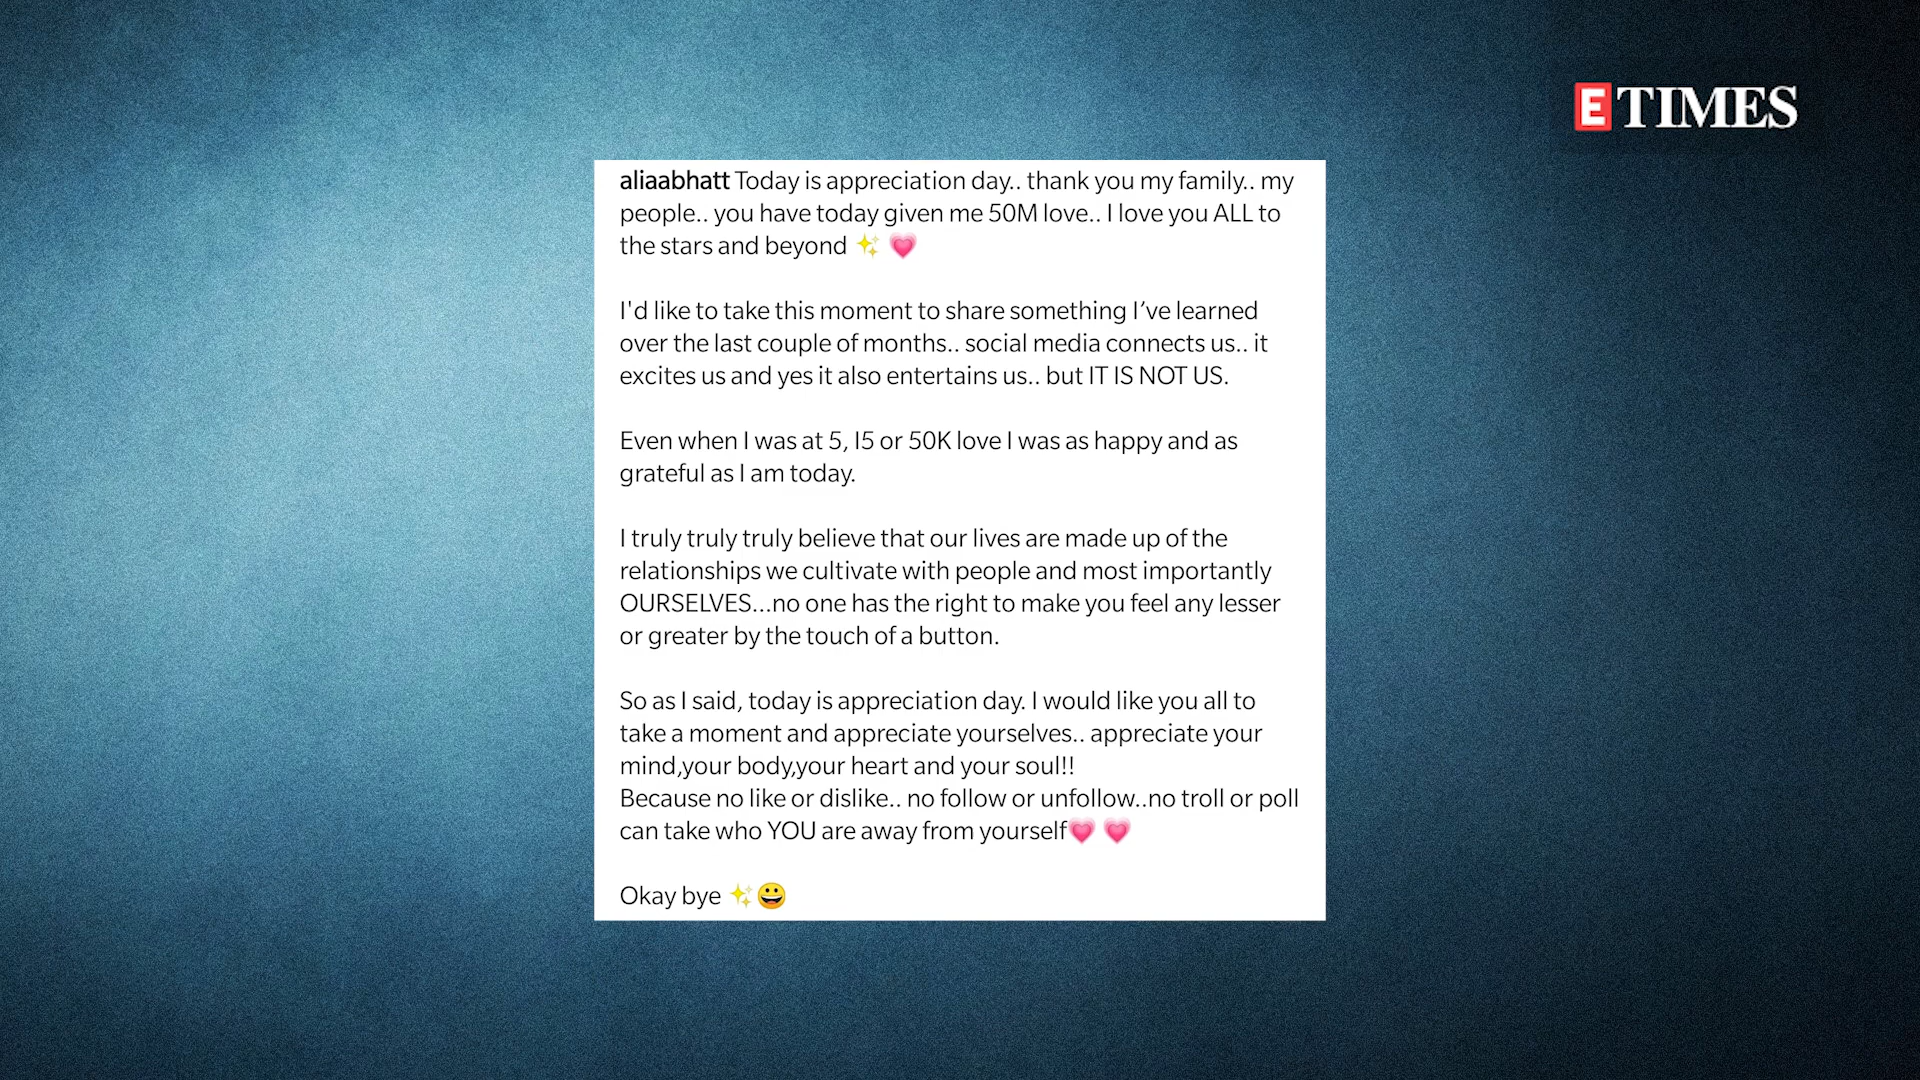 E TIMES
aliaabhatt Today is appreciation day.. thank you my family.. my
people.. you have today given me 50M love.. I love you ALL to
the stars and beyond ✨ 💗
I'd like to take this moment to share something I’ve learned
over the last couple of months.. social media connects us.. it
excites us and yes it also entertains us.. but IT IS NOT US.
Even when I was at 5, I5 or 50K love I was as happy and as
grateful as I am today.
I truly truly truly believe that our lives are made up of the
relationships we cultivate with people and most importantly
OURSELVES...no one has the right to make you feel any lesser
or greater by the touch of a button.
So as I said, today is appreciation day. I would like you all to
take a moment and appreciate yourselves.. appreciate your
mind,your body,your heart and your soul!!
Because no like or dislike.. no follow or unfollow..no troll or poll
can take who YOU are away from yourself💗 💗
Okay bye ✨😀